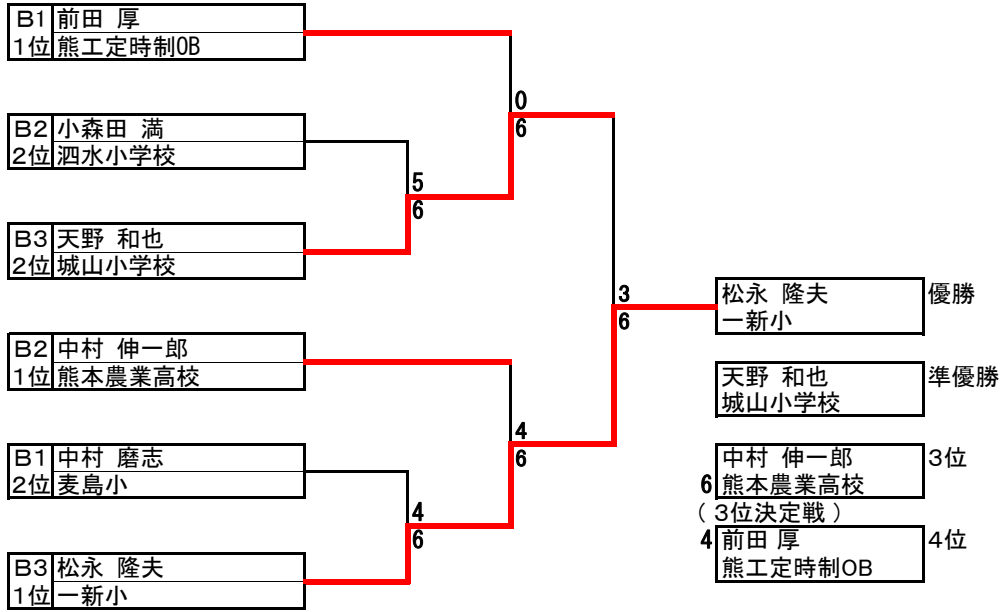 B1 前田 厚
1位 熊工定時制OB
0
6
B2 小森田 満
2位 泗水小学校
5
6
B3 天野 和也
2位 城山小学校
3
6
松永 隆夫 優勝
一新小
B2 中村 伸一郎
1位 熊本農業高校
天野 和也 準優勝
城山小学校
4
6
B1 中村 磨志
2位 麦島小
中村 伸一郎 3位
6 熊本農業高校
（ 3位決定戦 ）
4 前田 厚 4位
熊工定時制OB
4
6
B3 松永 隆夫
1位 一新小